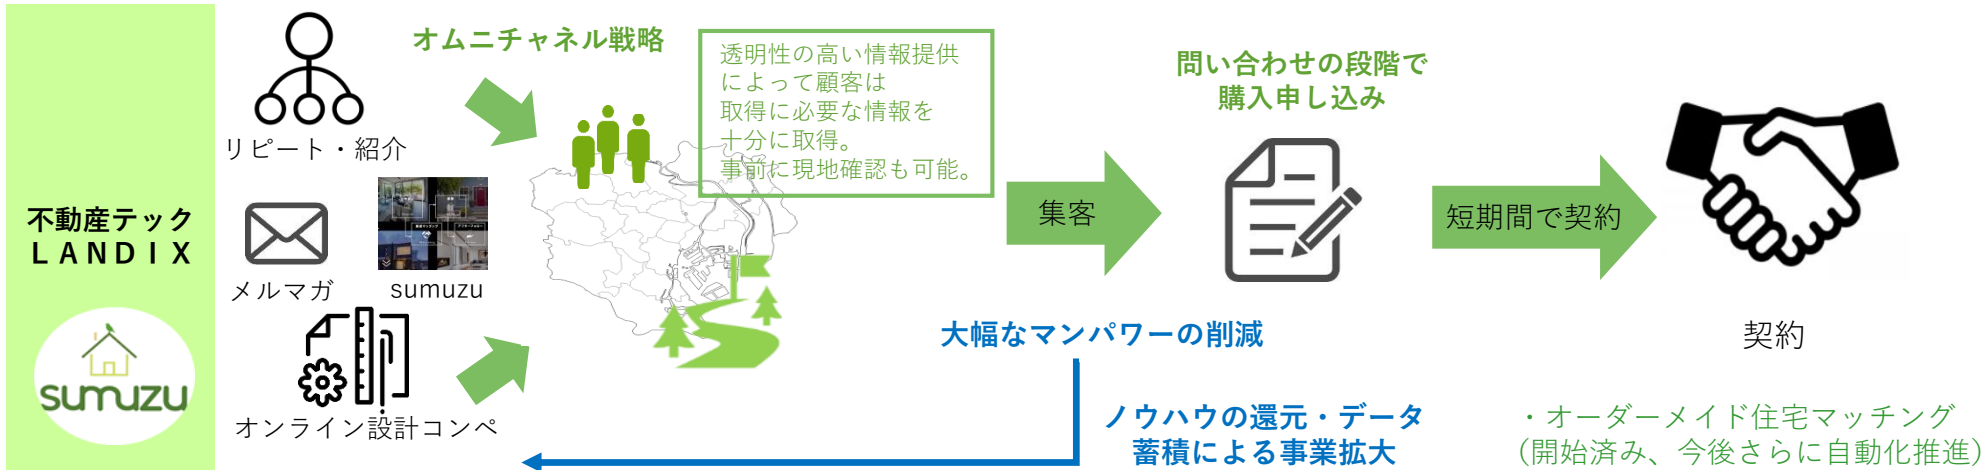 不動産テック
LANDIX
sumuzu
リピート・紹介
メルマガ
sumuzu
オンライン設計コンペ
オムニチャネル戦略
透明性の高い情報提供
によって顧客は
取得に必要な情報を
十分に取得。
事前に現地確認も可能。
集客
問い合わせの段階で
購入申し込み
短期間で契約
契約
大幅なマンパワーの削減
ノウハウの還元・データ
蓄積による事業拡大
・オーダーメイド住宅マッチング
(開始済み、今後さらに自動化推進)